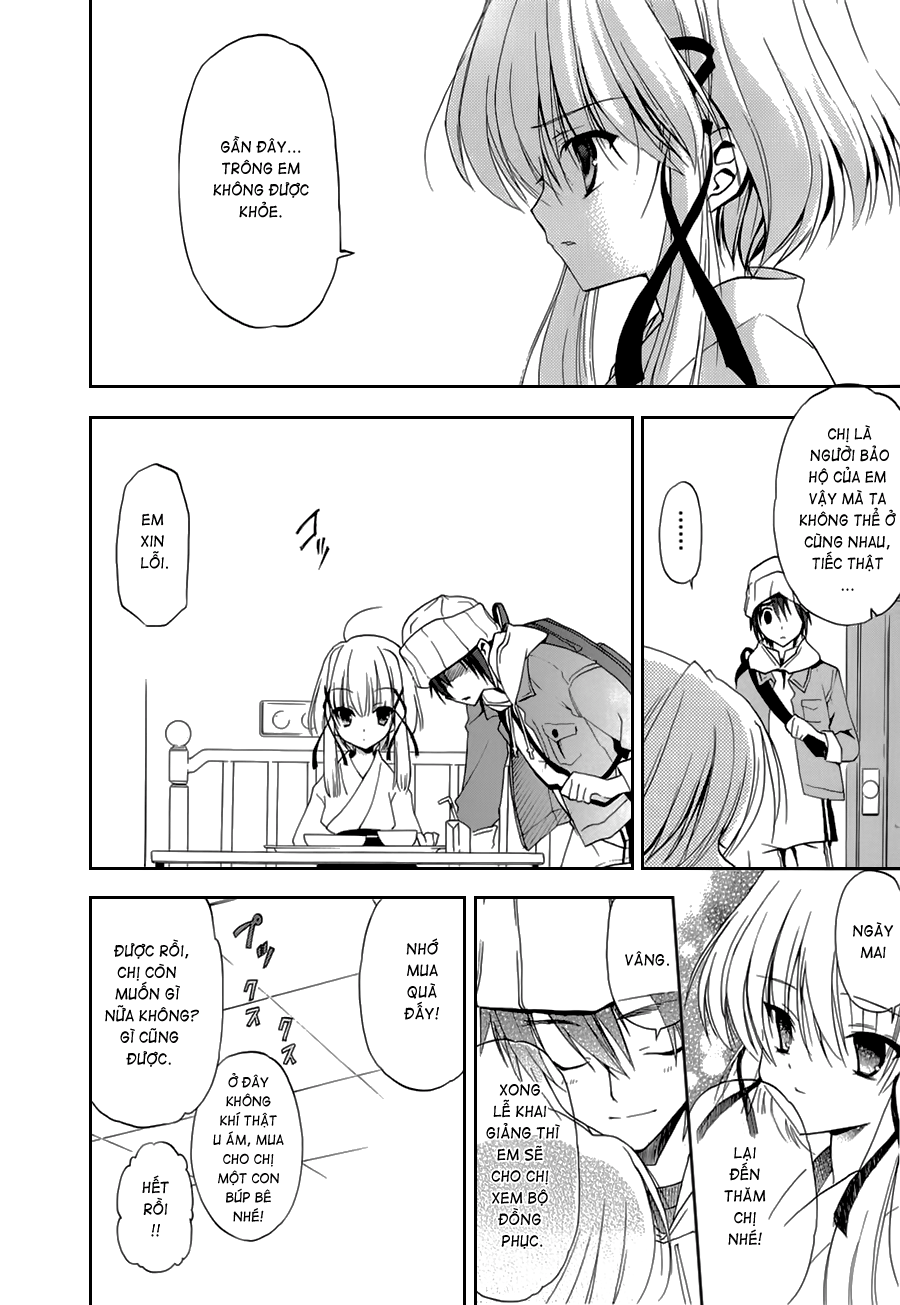 GẦN ĐÂY...
TRÔNG EM
KHÔNG ĐƯỢC
KHỎE.
CHỊ LÀ
NGƯỜI BẢO
HỘ CỦA EM
VẬY MÀ TA
KHÔNG THỂ Ở
CÙNG NHAU,
TIẾC THẬT
...
......
EM
XIN
LỖI.
NGÀY
MAI
LẠI
ĐẾN
THĂM
CHỊ
NHÉ!
VÂNG.
XONG
LỄ KHAI
GIẢNG THÌ
EM SẼ
CHO CHỊ
XEM BỘ
ĐỒNG
PHỤC.
NHỚ
MUA
QUÀ
ĐẤY!
ĐƯỢC RỒI,
CHỊ CÒN
MUỐN GÌ
NỮA KHÔNG?
GÌ CŨNG
ĐƯỢC.
Ở ĐÂY
KHÔNG
KHÍ THẬT
U ÁM, MUA
CHO CHỊ
MỘT CON
BÚP BÊ
NHÉ!
HẾT
RỒI
!!